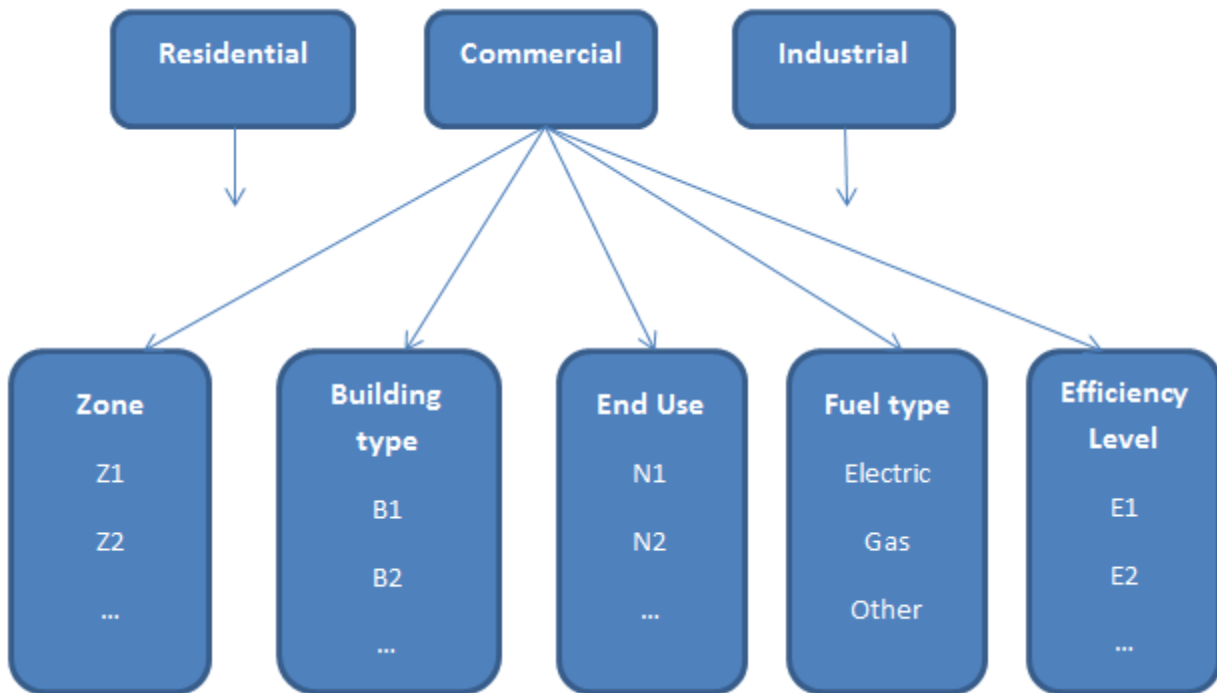 Residential
Commercial
Industrial
Zone
Z1
Z2
...
Building
type
B1
B2
...
End Use
N1
N2
...
Fuel type
Electric
Gas
Other
Efficiency
Level
E1
E2
...